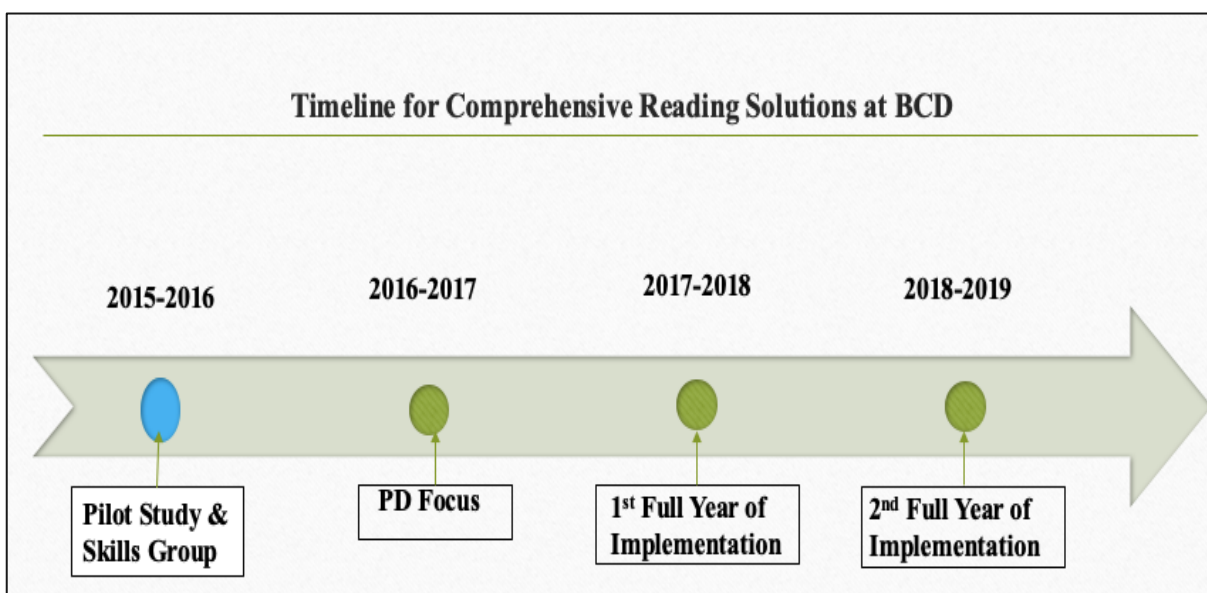 Timeline for Comprehensive Reading Solutions at BCD
2015-2016
2016-2017
2017-2018
2018-2019
Pilot Study &
Skills Group
PD Focus
1st Full Year of
Implementation
2nd Full Year of
Implementation